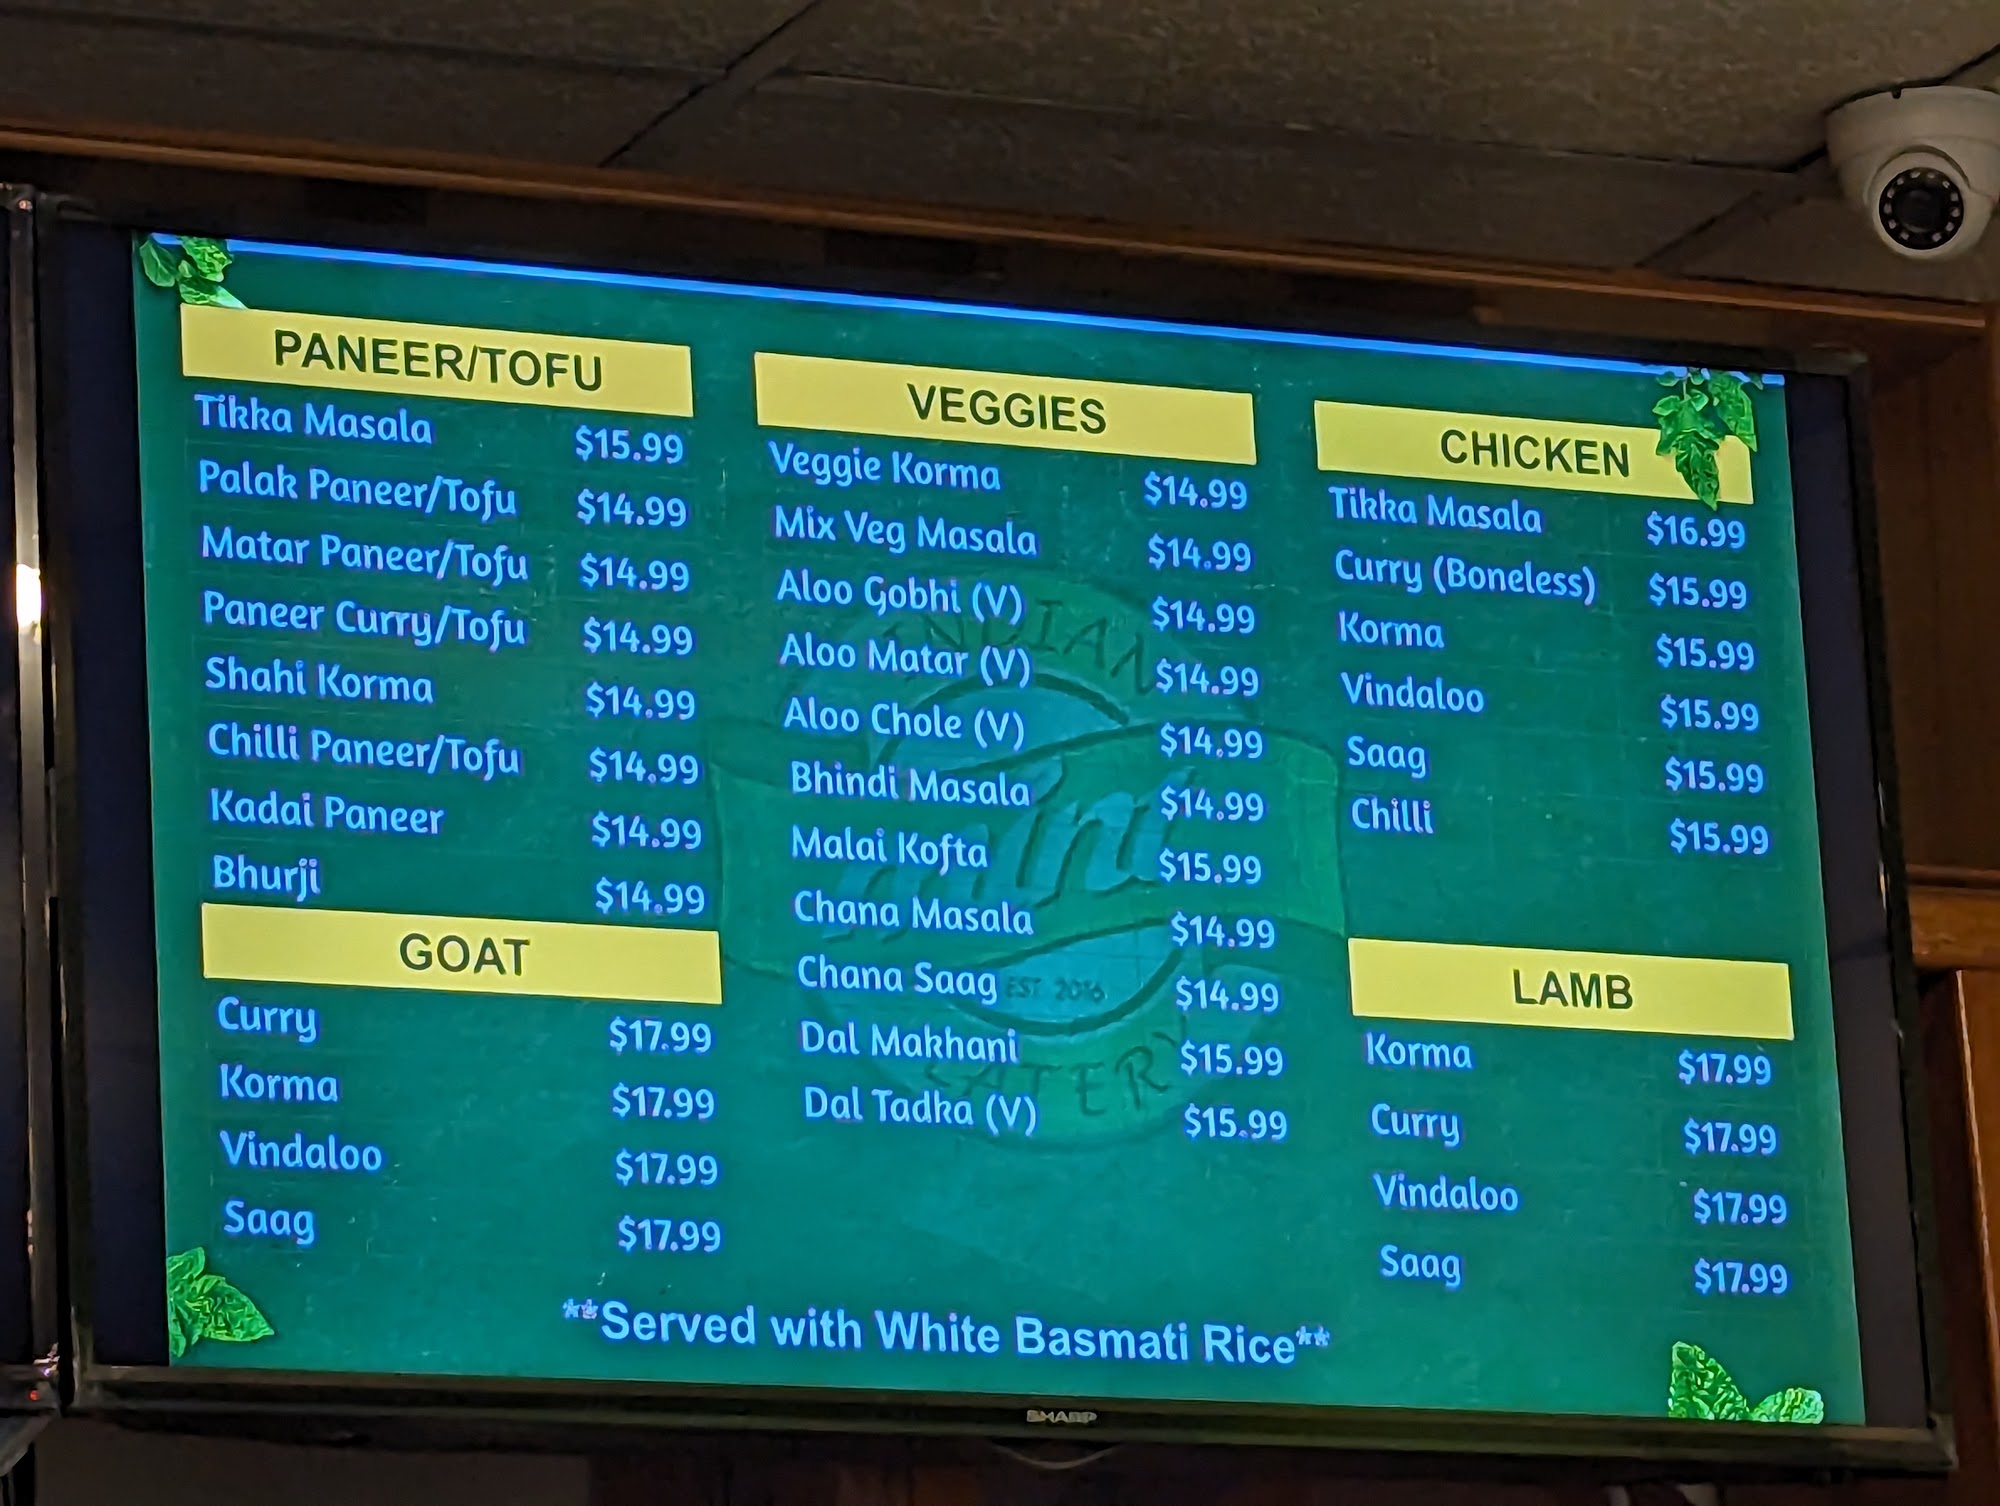 PANEER/TOFU
Tikka Masala $15.99
Palak Paneer/Tofu $14.99
Matar Paneer/Tofu $14.99
Paneer Curry/Tofu $14.99
Shahi Korma $14.99
Chilli Paneer/Tofu $14.99
Kadai Paneer $14.99
Bhurji $14.99
GOAT
Curry $17.99
Korma $17.99
Vindaloo $17.99
Saag $17.99
VEGGIES
Veggie Korma $14.99
Mix Veg Masala $14.99
Aloo Gobhi (V) $14.99
Aloo Matar (V) $14.99
Aloo Chole (V) $14.99
Bhindi Masala $14.99
Malai Kofta $15.99
Chana Masala $14.99
Chana Saag $14.99
Dal Makhani $15.99
Dal Tadka (V) $15.99
CHICKEN
Tikka Masala $16.99
Curry (Boneless) $15.99
Korma $15.99
Vindaloo $15.99
Saag $15.99
Chilli $15.99
LAMB
Korma $17.99
Curry $17.99
Vindaloo $17.99
Saag $17.99
**Served with White Basmati Rice**
INDIAN
EST. 2016
EATERY
SHARP